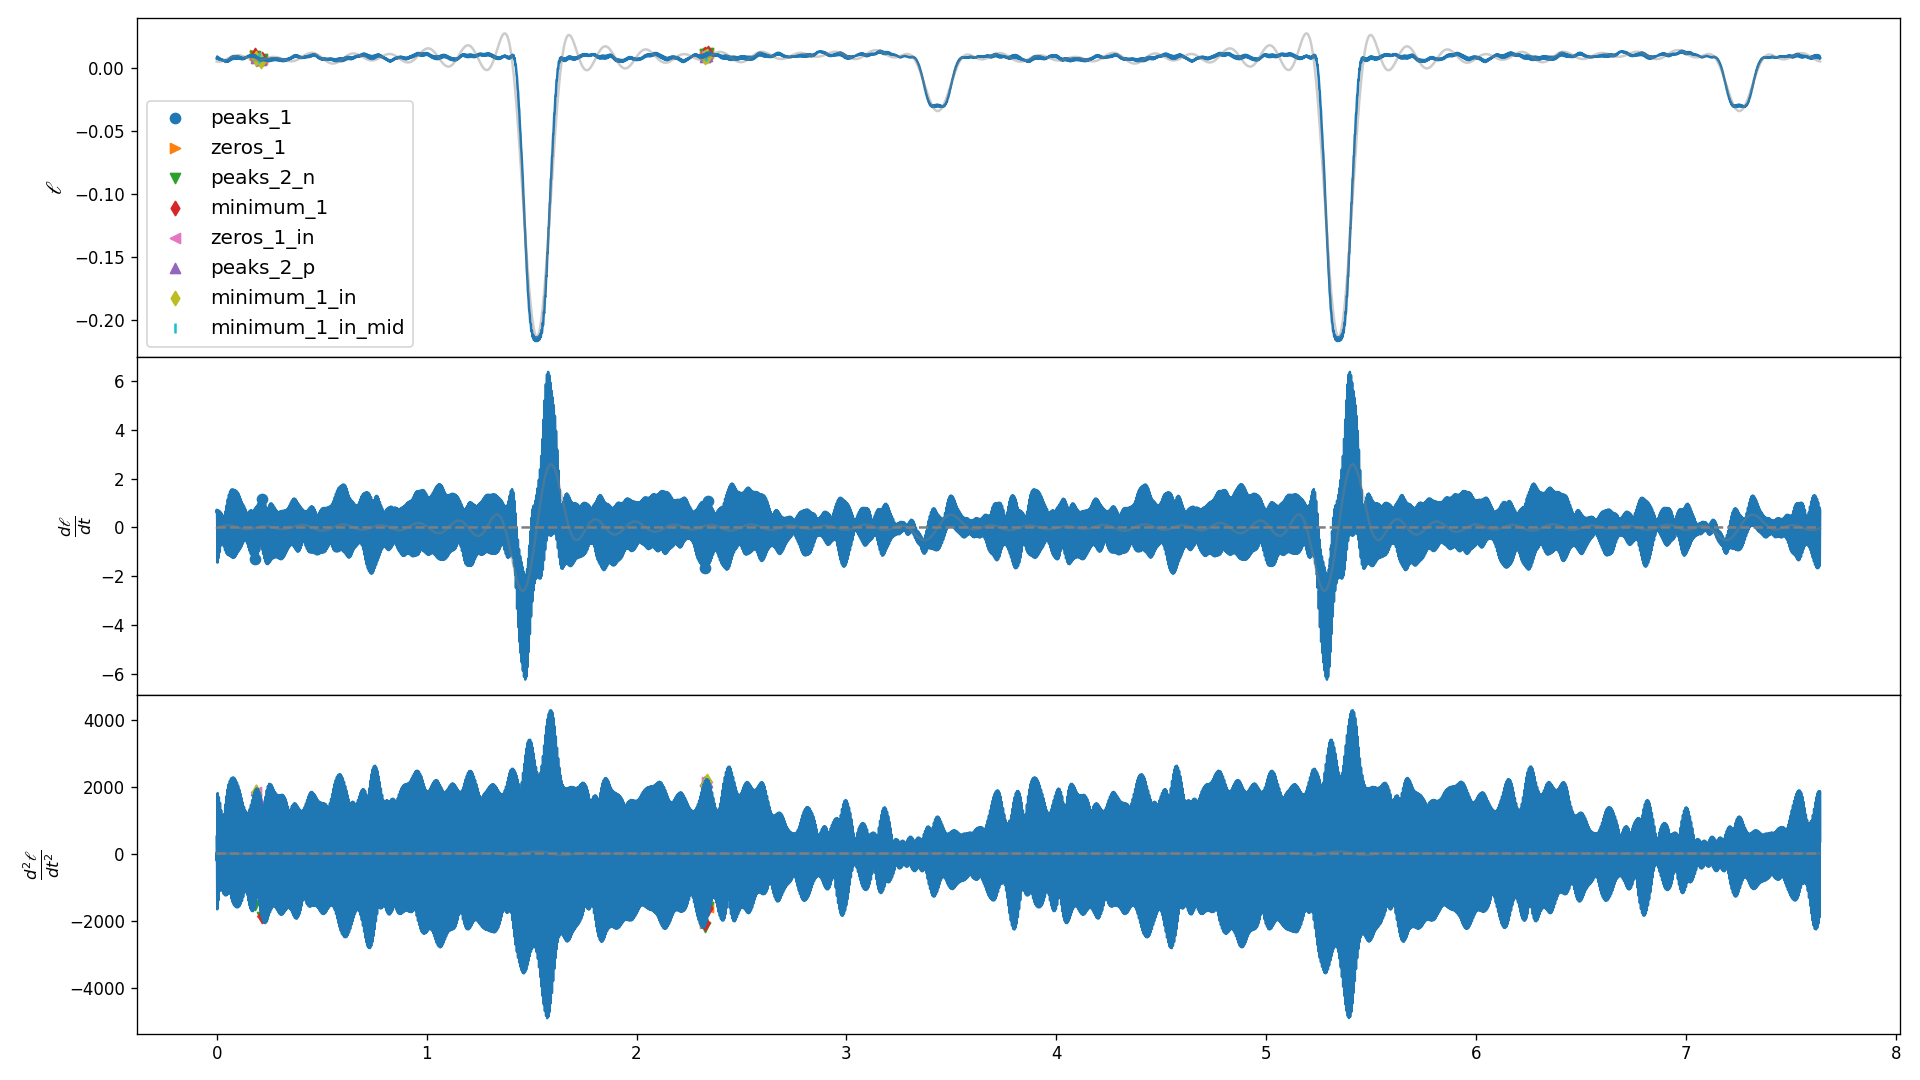 0.00
−0.05
−0.10
−0.15
−0.20
ℓ
peaks_1
zeros_1
peaks_2_n
minimum_1
zeros_1_in
peaks_2_p
minimum_1_in
minimum_1_in_mid
6
4
2
0
−2
−4
−6
dℓ/dt
4000
2000
0
−2000
−4000
d²ℓ/dt²
0 1 2 3 4 5 6 7 8